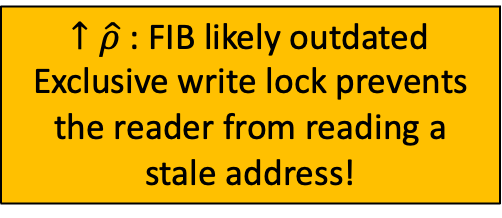 ↑ ρ̂ : FIB likely outdated
Exclusive write lock prevents
the reader from reading a
stale address!